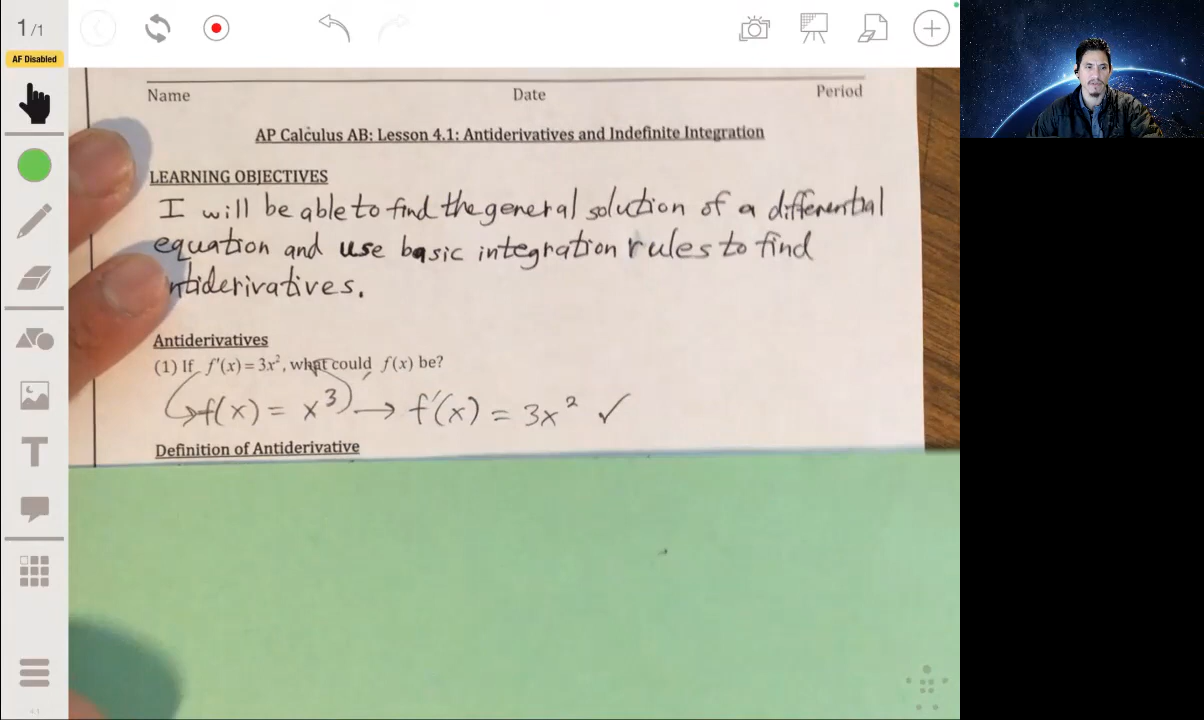 1/1
AF Disabled
Name Date Period
AP Calculus AB: Lesson 4.1: Antiderivatives and Indefinite Integration
LEARNING OBJECTIVES
I will be able to find the general solution of a differential
equation and use basic integration rules to find
ntiderivatives.
Antiderivatives
(1) If f'(x) = 3x², what could f(x) be?
f(x) = x³ → f'(x) = 3x² ✓
Definition of Antiderivative
T